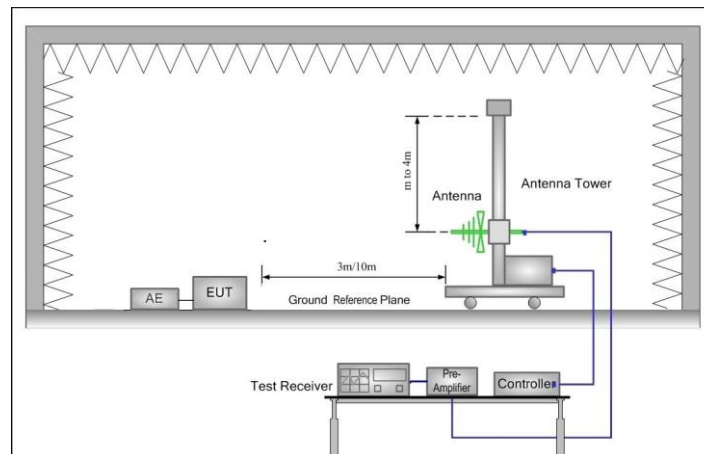 m to 4m
Antenna Tower
Antenna
3m/10m
AE
EUT
Ground Reference Plane
Test Receiver
Pre-
Amplifier
Controller